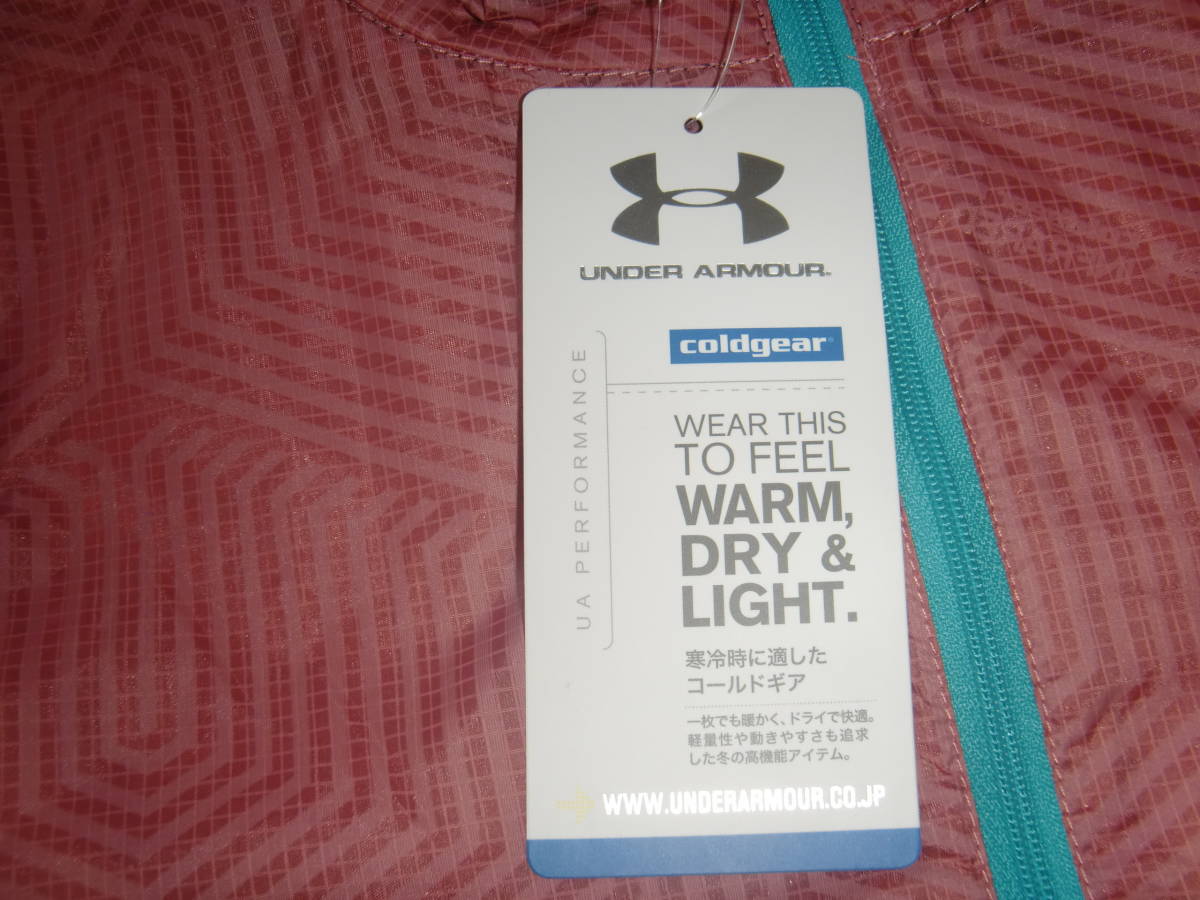 UNDER ARMOUR.
coldgear
UA PERFORMANCE
WEAR THIS
TO FEEL
WARM,
DRY &
LIGHT.
寒冷時に適した
コールドギア
一枚でも暖かく、ドライで快適。
軽量性や動きやすさも追求
した冬の高機能アイテム。
WWW.UNDERARMOUR.CO.JP